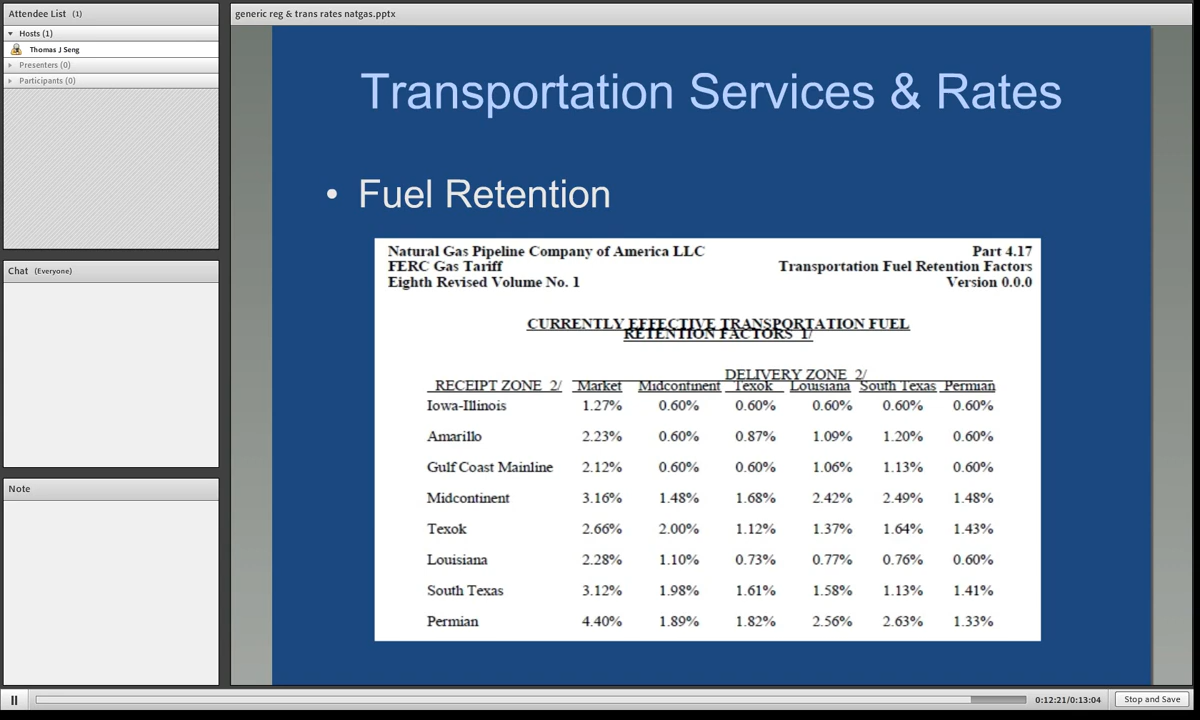 Attendee List (1)
Hosts (1)
Thomas J Seng
Presenters (0)
Participants (0)
Chat (Everyone)
Note
generic reg & trans rates natgas.pptx
Transportation Services & Rates
• Fuel Retention
Natural Gas Pipeline Company of America LLC Part 4.17
FERC Gas Tariff Transportation Fuel Retention Factors
Eighth Revised Volume No. 1 Version 0.0.0
CURRENTLY EFFECTIVE TRANSPORTATION FUEL
RETENTION FACTORS 1/
DELIVERY ZONE 2/
RECEIPT ZONE 2/ Market Midcontinent Texok Louisiana South Texas Permian
Iowa-Illinois 1.27% 0.60% 0.60% 0.60% 0.60% 0.60%
Amarillo 2.23% 0.60% 0.87% 1.09% 1.20% 0.60%
Gulf Coast Mainline 2.12% 0.60% 0.60% 1.06% 1.13% 0.60%
Midcontinent 3.16% 1.48% 1.68% 2.42% 2.49% 1.48%
Texok 2.66% 2.00% 1.12% 1.37% 1.64% 1.43%
Louisiana 2.28% 1.10% 0.73% 0.77% 0.76% 0.60%
South Texas 3.12% 1.98% 1.61% 1.58% 1.13% 1.41%
Permian 4.40% 1.89% 1.82% 2.56% 2.63% 1.33%
0:12:21/0:13:04 Stop and Save